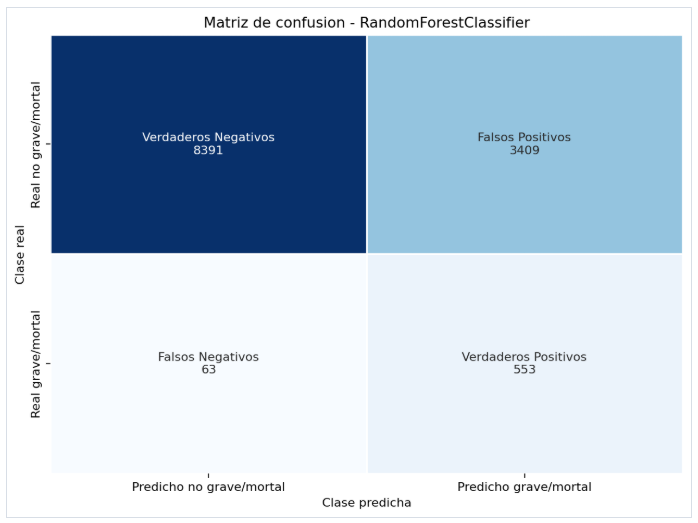 Matriz de confusion - RandomForestClassifier
Clase real
Real no grave/mortal
Verdaderos Negativos
8391
Falsos Positivos
3409
Real grave/mortal
Falsos Negativos
63
Verdaderos Positivos
553
Predicho no grave/mortal
Predicho grave/mortal
Clase predicha